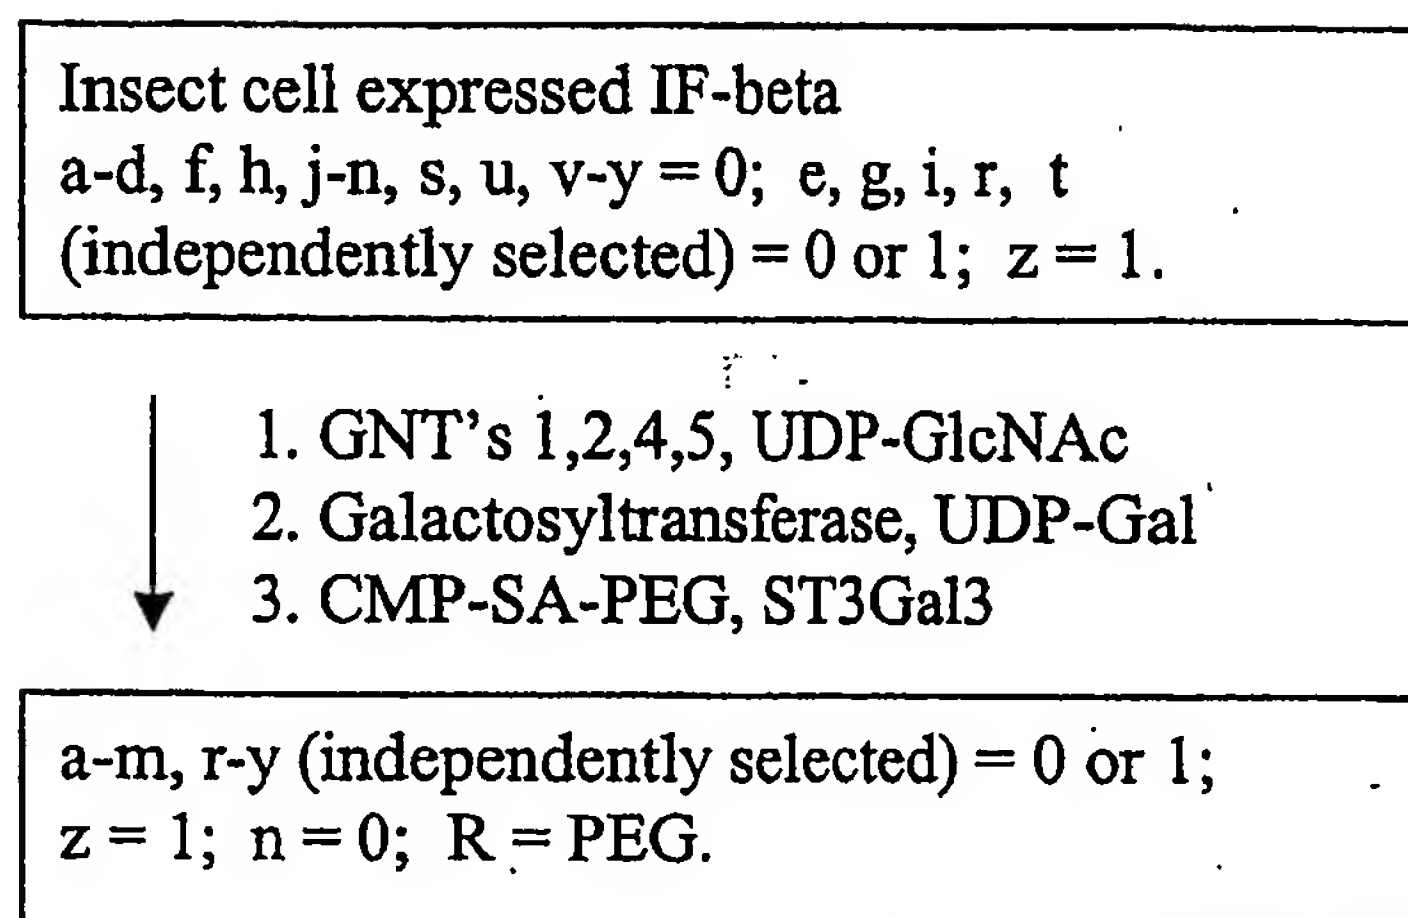 Insect cell expressed IF-beta
a-d, f, h, j-n, s, u, v-y = 0; e, g, i, r, t
(independently selected) = 0 or 1; z = 1.
1. GNT's 1,2,4,5, UDP-GlcNAc
2. Galactosyltransferase, UDP-Gal
3. CMP-SA-PEG, ST3Gal3
a-m, r-y (independently selected) = 0 or 1;
z = 1; n = 0; R = PEG.